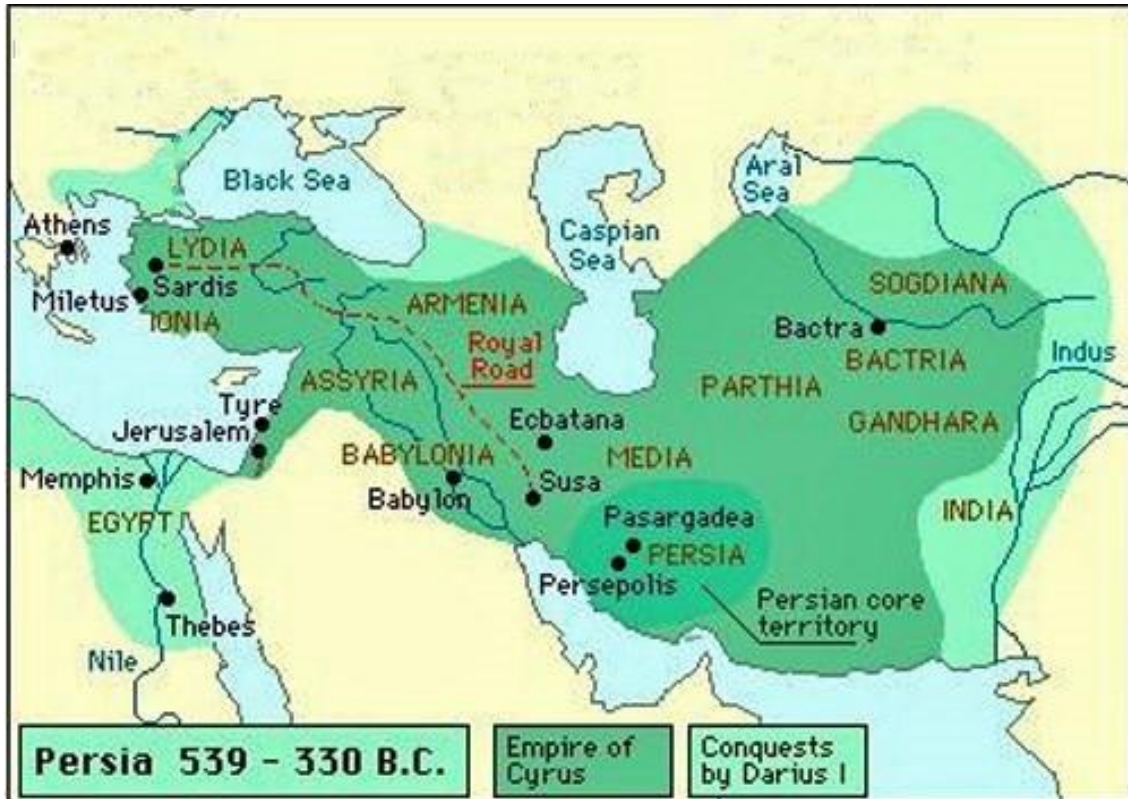 Black Sea
Aral
Sea
Athens
Caspian
Sea
LYDIA
Sardis
SOGDIANA
Miletus
IONIA
ARMENIA
Bactra
Royal
Road
BACTRIA
Indus
ASSYRIA
PARTHIA
Tyre
Jerusalem
Ecbatana
GANDHARA
BABYLONIA
MEDIA
Memphis
Babylon
Susa
EGYPT
INDIA
Pasargadea
PERSIA
Persepolis
Persian core
territory
Thebes
Nile
Persia 539 - 330 B.C.
Empire of
Cyrus
Conquests
by Darius I